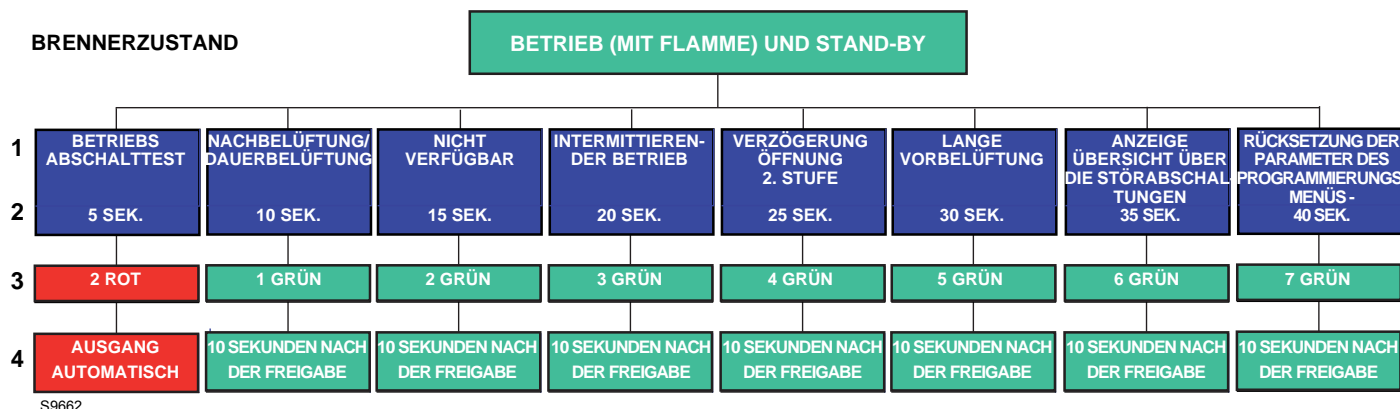 BRENNERZUSTAND
BETRIEB (MIT FLAMME) UND STAND-BY
1
BETRIEBS
ABSCHALTTEST
NACHBELÜFTUNG/
DAUERBELÜFTUNG
NICHT
VERFÜGBAR
INTERMITTIEREN-
DER BETRIEB
VERZÖGERUNG
ÖFFNUNG
2. STUFE
LANGE
VORBELÜFTUNG
ANZEIGE
ÜBERSICHT ÜBER
DIE STÖRABSCHAL-
TUNGEN
RÜCKSETZUNG DER
PARAMETER DES
PROGRAMMIERUNGS
MENÜS -
2
5 SEK.
10 SEK.
15 SEK.
20 SEK.
25 SEK.
30 SEK.
35 SEK.
40 SEK.
3
2 ROT
1 GRÜN
2 GRÜN
3 GRÜN
4 GRÜN
5 GRÜN
6 GRÜN
7 GRÜN
4
AUSGANG
AUTOMATISCH
10 SEKUNDEN NACH
DER FREIGABE
10 SEKUNDEN NACH
DER FREIGABE
10 SEKUNDEN NACH
DER FREIGABE
10 SEKUNDEN NACH
DER FREIGABE
10 SEKUNDEN NACH
DER FREIGABE
10 SEKUNDEN NACH
DER FREIGABE
10 SEKUNDEN NACH
DER FREIGABE
S9662